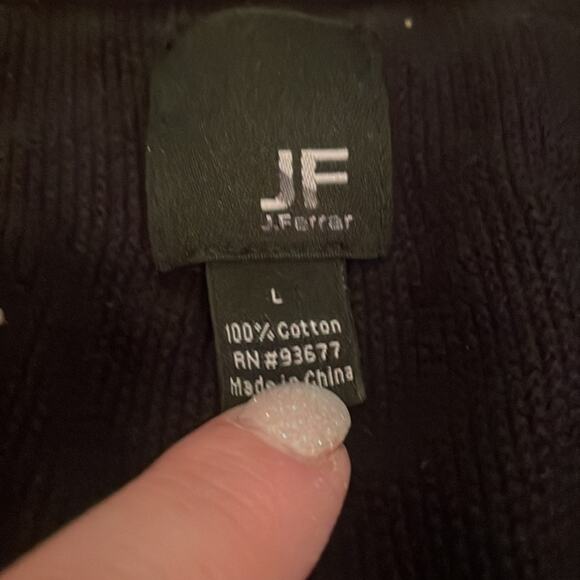 JF
J.Ferrar
L
100% Cotton
RN#93677
Made in China